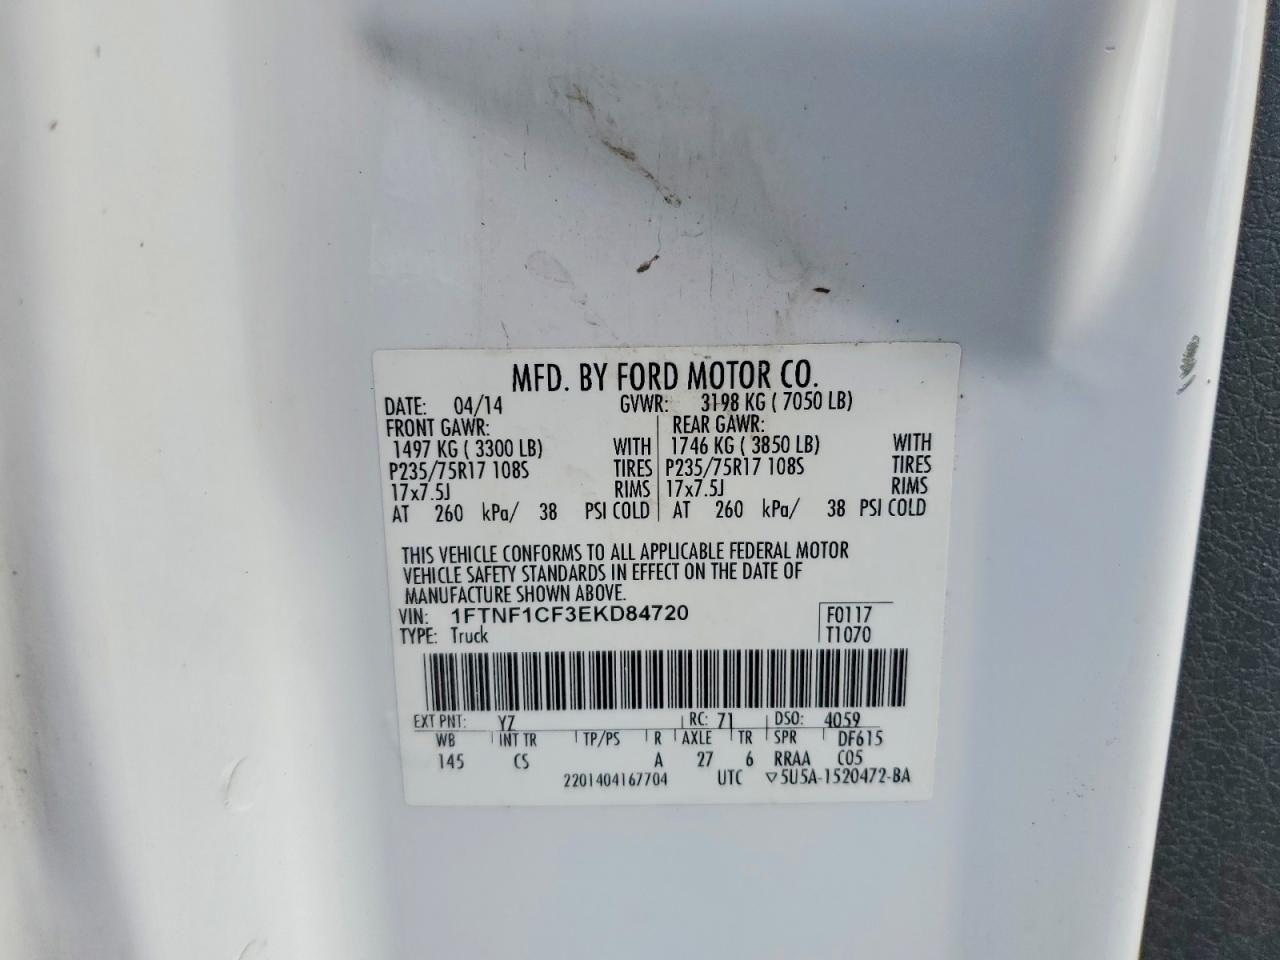 MFD. BY FORD MOTOR CO.
DATE: 04/14 GVWR: 3198 KG ( 7050 LB)
FRONT GAWR: REAR GAWR:
1497 KG ( 3300 LB) WITH 1746 KG ( 3850 LB) WITH
P235/75R17 108S TIRES P235/75R17 108S TIRES
17x7.5J RIMS 17x7.5J RIMS
AT 260 kPa/ 38 PSI COLD AT 260 kPa/ 38 PSI COLD
THIS VEHICLE CONFORMS TO ALL APPLICABLE FEDERAL MOTOR
VEHICLE SAFETY STANDARDS IN EFFECT ON THE DATE OF
MANUFACTURE SHOWN ABOVE.
VIN: 1FTNF1CF3EKD84720 F0117
TYPE: Truck T1070
EXT PNT: YZ RC: 71 DSO: 4059
WB INT TR TP/PS R AXLE TR SPR DF615
145 CS A 27 6 RRAA C05
2201404167704 UTC ▽5U5A-1520472-BA